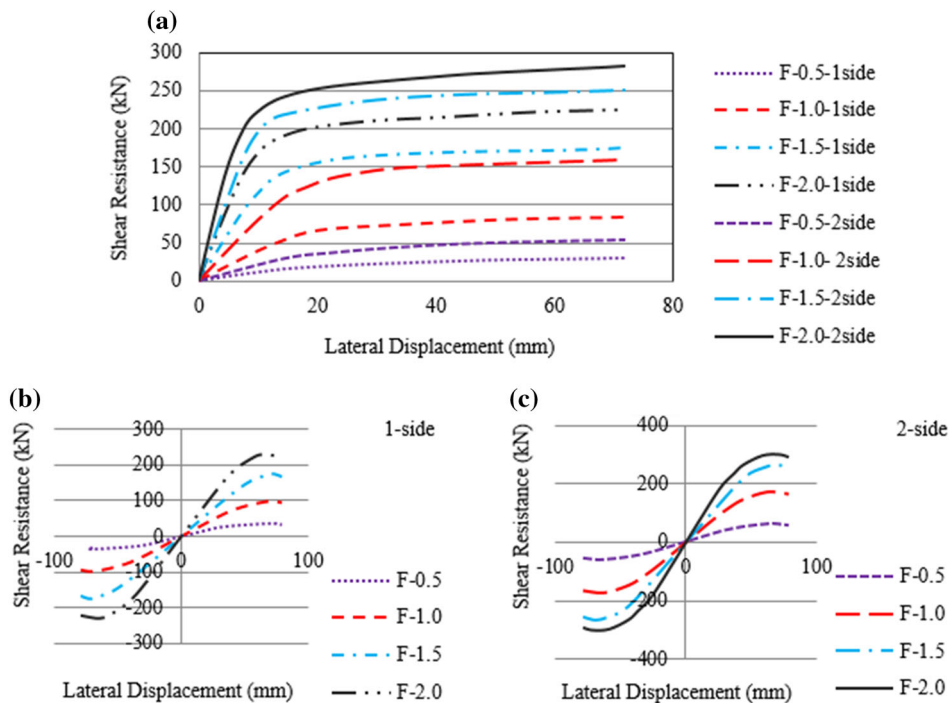 (a)
Shear Resistance (kN)
300
250
200
150
100
50
0
0 20 40 60 80
Lateral Displacement (mm)
F-0.5-1side
F-1.0-1side
F-1.5-1side
F-2.0-1side
F-0.5-2side
F-1.0- 2side
F-1.5-2side
F-2.0-2side
(b)
Shear Resistance (kN)
300
200
100
0
-100
-200
-300
-100 0 100
1-side
Lateral Displacement (mm)
F-0.5
F-1.0
F-1.5
F-2.0
(c)
Shear Resistance (kN)
400
200
0
-200
-400
-100 0 100
2-side
Lateral Displacement (mm)
F-0.5
F-1.0
F-1.5
F-2.0